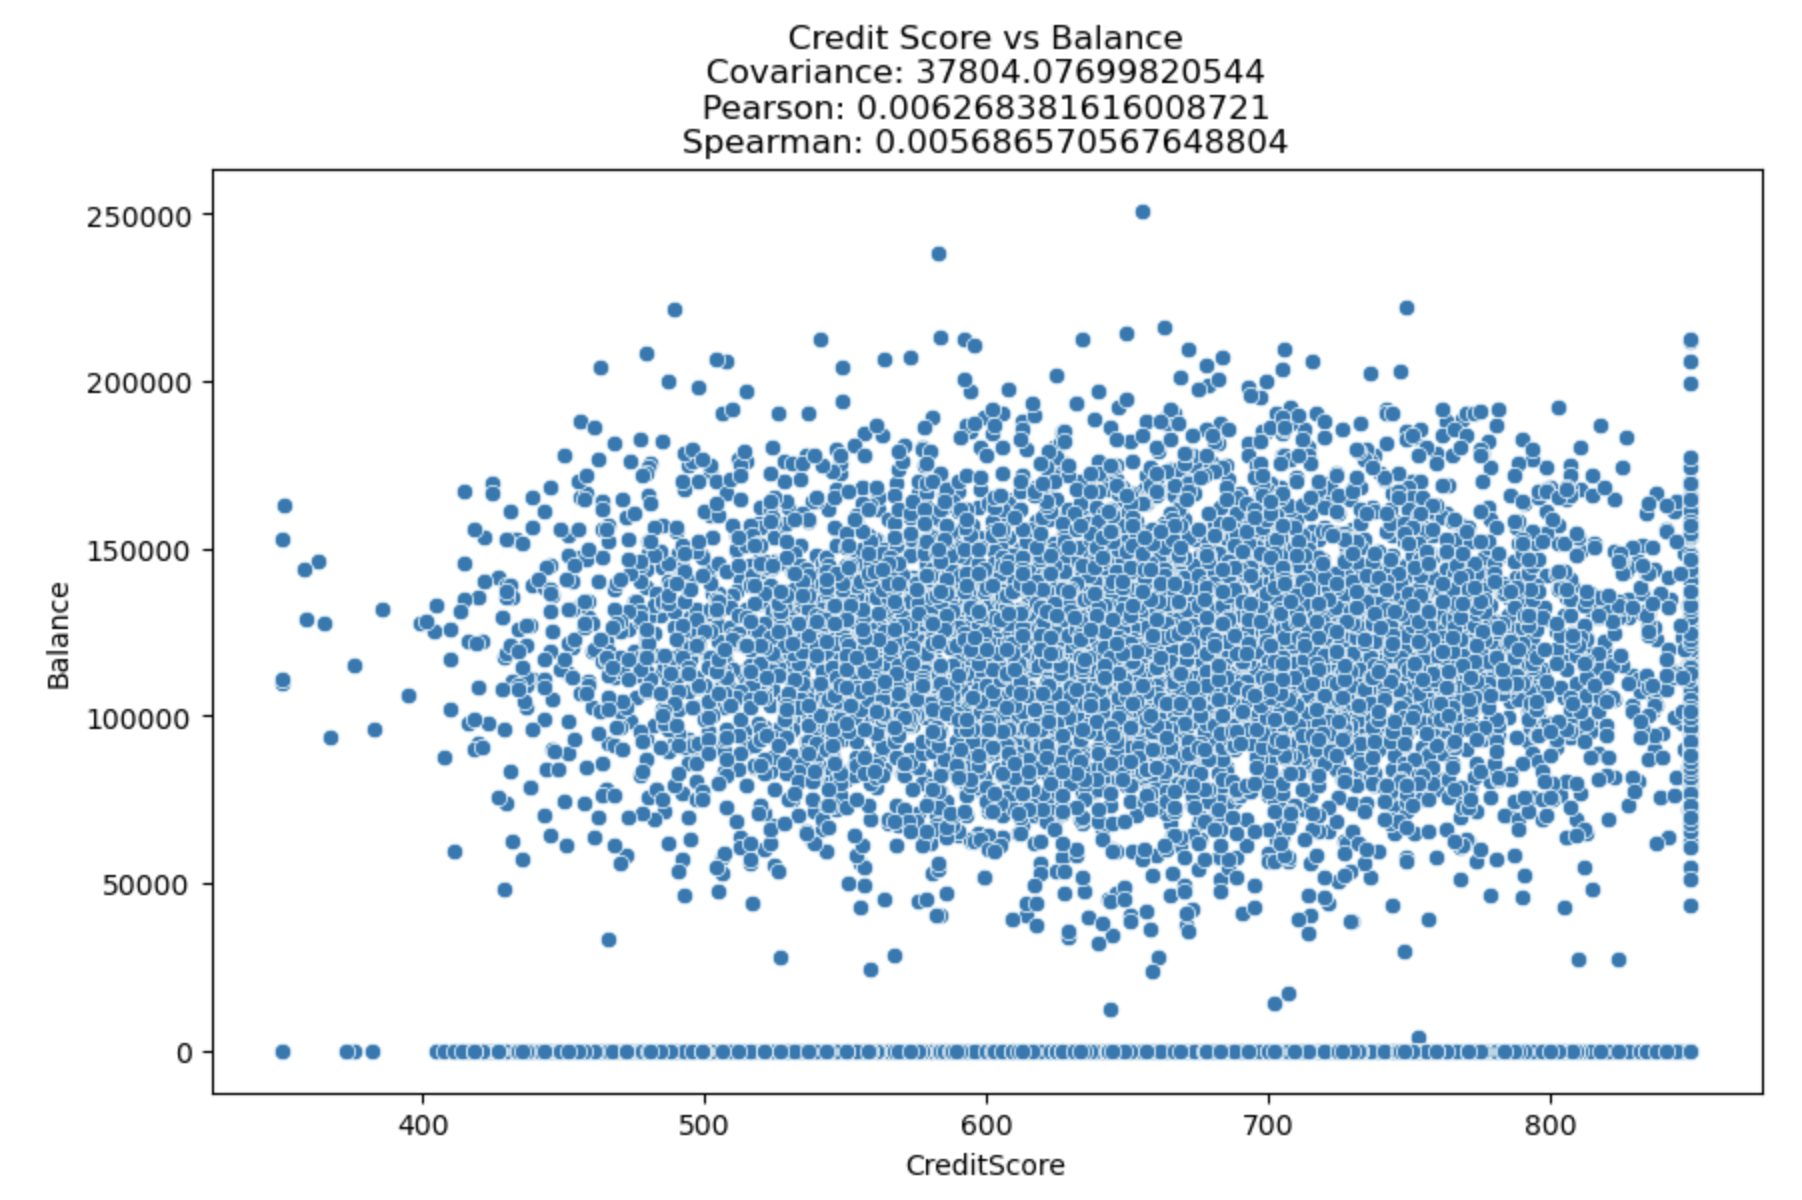 Credit Score vs Balance
Covariance: 37804.07699820544
Pearson: 0.006268381616008721
Spearman: 0.005686570567648804
250000
200000
150000
100000
50000
0
Balance
400
500
600
700
800
CreditScore